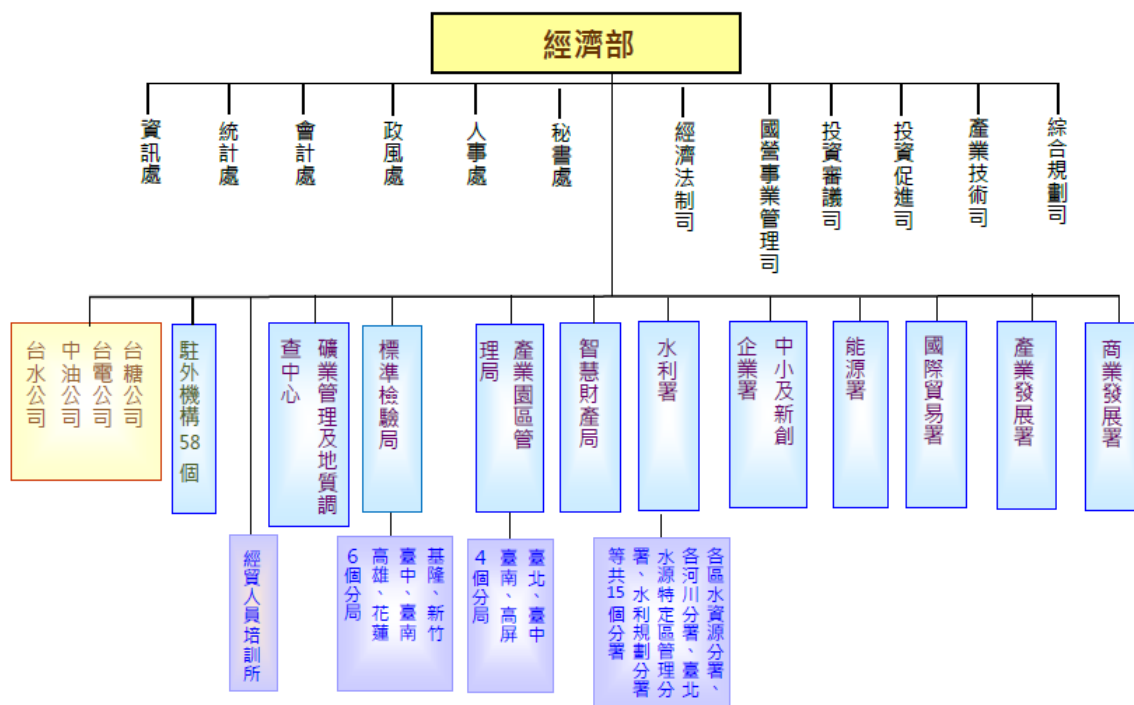 經濟部
綜合規劃司
產業技術司
投資促進司
投資審議司
國營事業管理司
經濟法制司
秘書處
人事處
政風處
會計處
統計處
資訊處
商業發展署
產業發展署
國際貿易署
能源署
中小及新創
企業署
水利署
智慧財產局
產業園區管
理局
標準檢驗局
礦業管理及地質調
查中心
駐外機構58個
台糖公司
台電公司
中油公司
台水公司
各區水資源分署、
各河川分署、臺北
水源特定區管理分
署、水利規劃分署
等共15個分署
臺北、臺中
臺南、高屏
4個分局
基隆、新竹
臺中、臺南
高雄、花蓮
6個分局
經貿人員培訓所